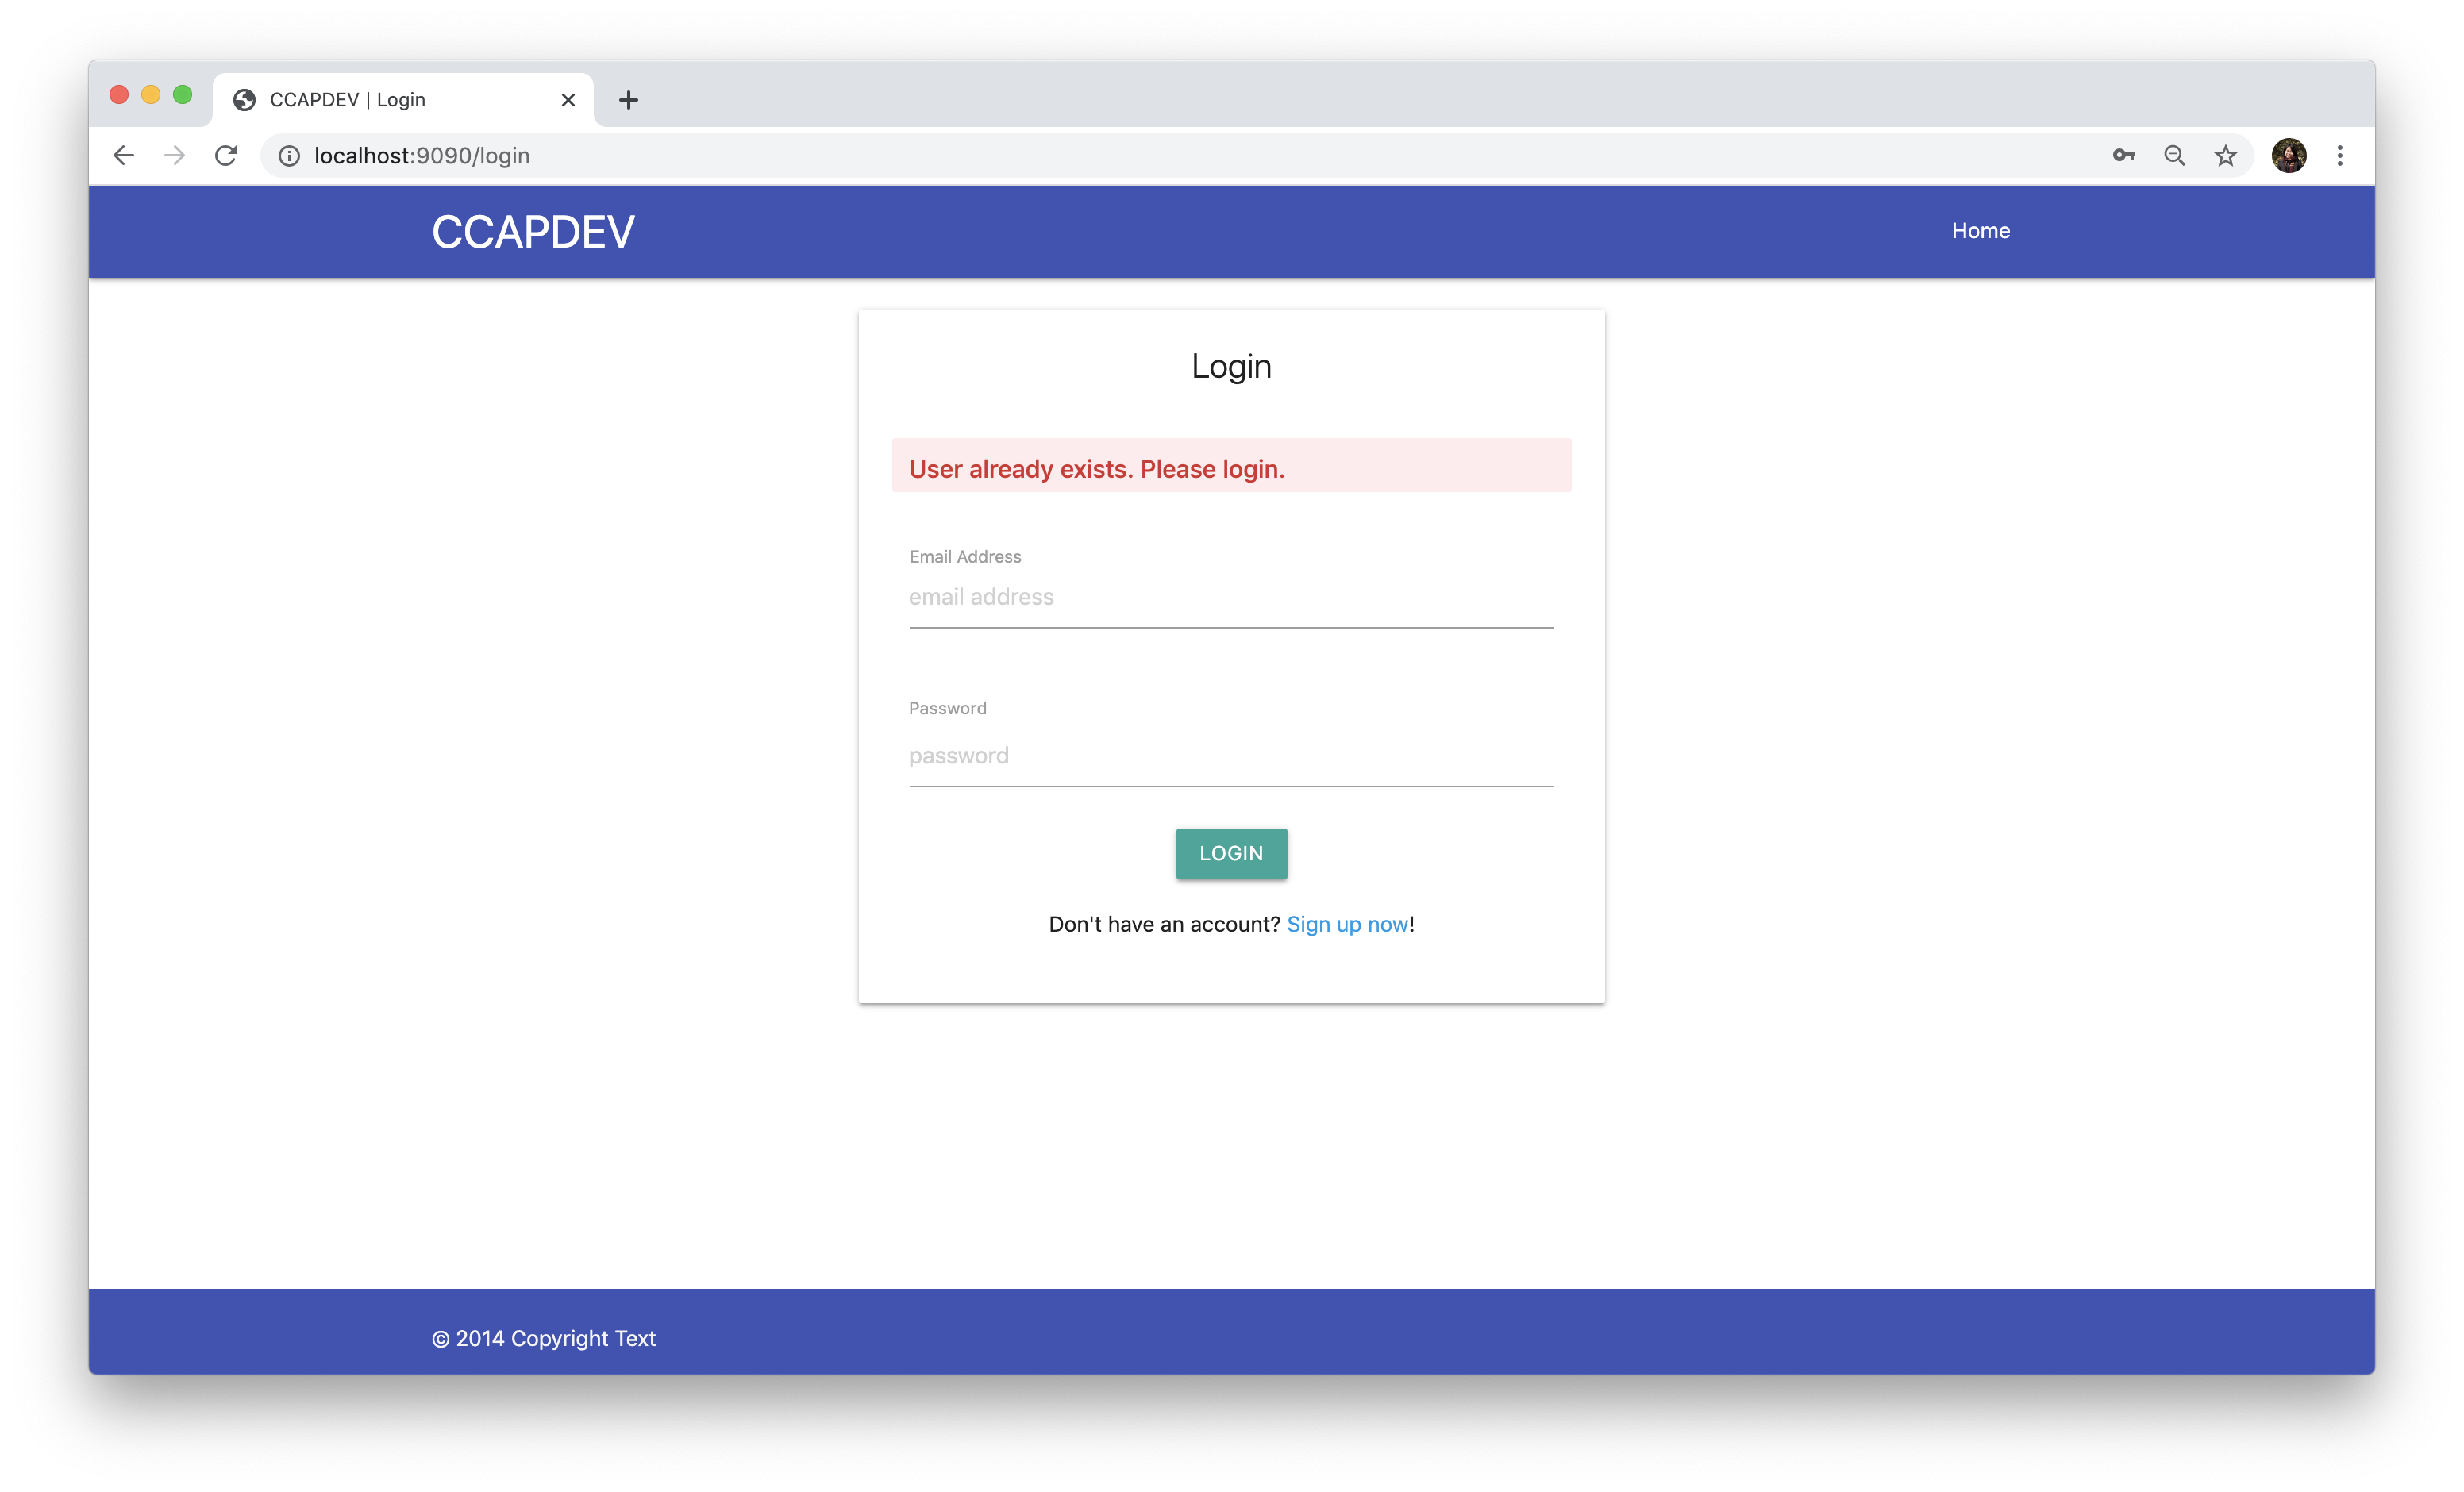 CCAPDEV | Login
localhost:9090/login
CCAPDEV
Home
Login
User already exists. Please login.
Email Address
email address
Password
password
LOGIN
Don't have an account? Sign up now!
© 2014 Copyright Text